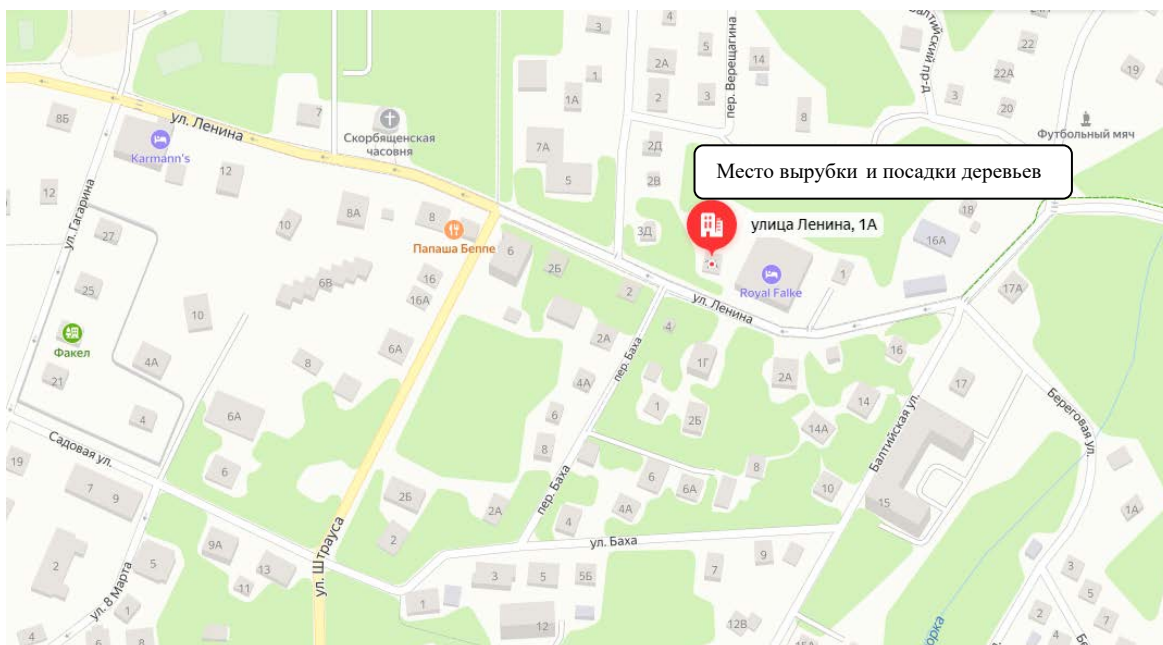 3
4
5
2А
14
Балтийский пр-д
22
22А
19
3
20
8Б
ул. Ленина
7
Скорбященская
часовня
1
1А
2
3
пер. Верещагина
8
Футбольный мяч
Karmann's
12
7А
5
2Д
2В
Место вырубки и посадки деревьев
12
ул. Гагарина
27
10
8А
8
Папаша Беппе
6
3Д
улица Ленина, 1А
18
16А
25
6В
16
16А
2Б
2
ул. Ленина
Royal Falke
1
17А
10
Факел
4А
21
4
8
6А
2А
пер. Баха
4
1Г
2А
16
17
6А
4А
6
1
2Б
14
14А
Балтийская ул.
Береговая ул.
Садовая ул.
19
7
9
6
8
пер. Баха
6
6А
8
10
15
2Б
2А
4
4А
1А
2
ул. Штрауса
ул. Баха
9А
13
11
2
5
ул. 8 Марта
1
3
5
5Б
7
9
3
5
1
12
12В
2
7
4
4
6
8
15А
орка